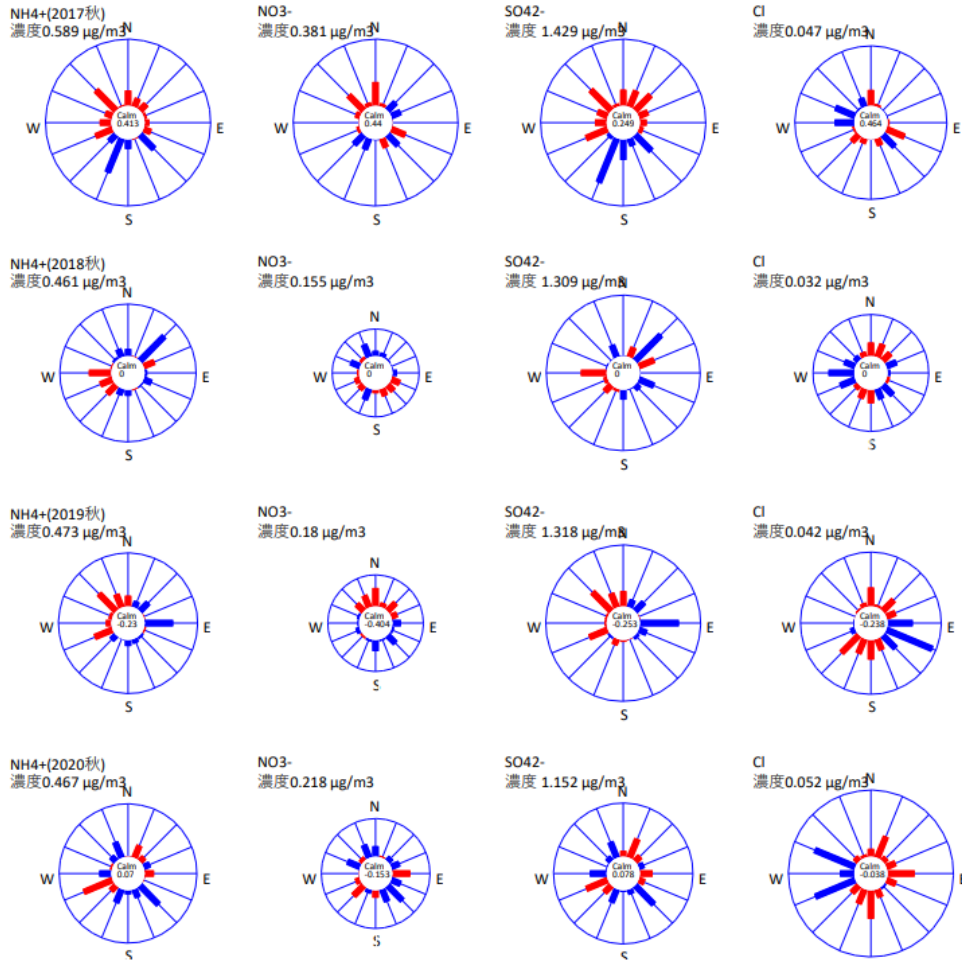 NH4+(2017秋)
濃度0.589 µg/m3
N
W
E
S
Calm
0.413
NO3-
濃度0.381 µg/m3
N
W
E
S
Calm
0.44
SO42-
濃度 1.429 µg/m3
N
W
E
S
Calm
0.249
Cl
濃度0.047 µg/m3
N
W
E
S
Calm
0.464
NH4+(2018秋)
濃度0.461 µg/m3
N
W
E
S
Calm
0
NO3-
濃度0.155 µg/m3
N
W
E
S
Calm
0
SO42-
濃度 1.309 µg/m3
N
W
E
S
Calm
0
Cl
濃度0.032 µg/m3
N
W
E
S
Calm
0
NH4+(2019秋)
濃度0.473 µg/m3
N
W
E
S
Calm
-0.23
NO3-
濃度0.18 µg/m3
N
W
E
S
Calm
-0.404
SO42-
濃度 1.318 µg/m3
N
W
E
S
Calm
-0.253
Cl
濃度0.042 µg/m3
N
W
E
S
Calm
-0.238
NH4+(2020秋)
濃度0.467 µg/m3
N
W
E
S
Calm
0.07
NO3-
濃度0.218 µg/m3
N
W
E
S
Calm
-0.153
SO42-
濃度 1.152 µg/m3
N
W
E
S
Calm
0.078
Cl
濃度0.052 µg/m3
N
W
E
Calm
-0.038